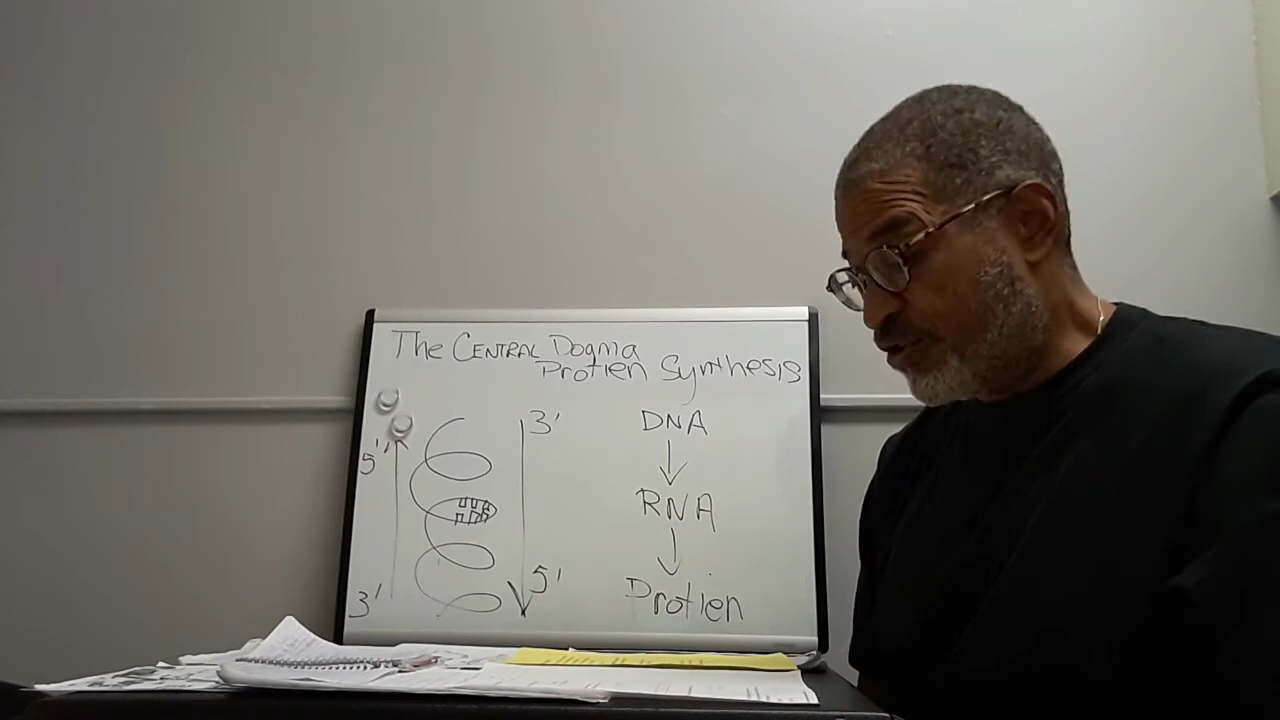 The CENTRAL Dogma
Protien Synthesis
3'
DNA
5'
RNA
5'
3'
Protien